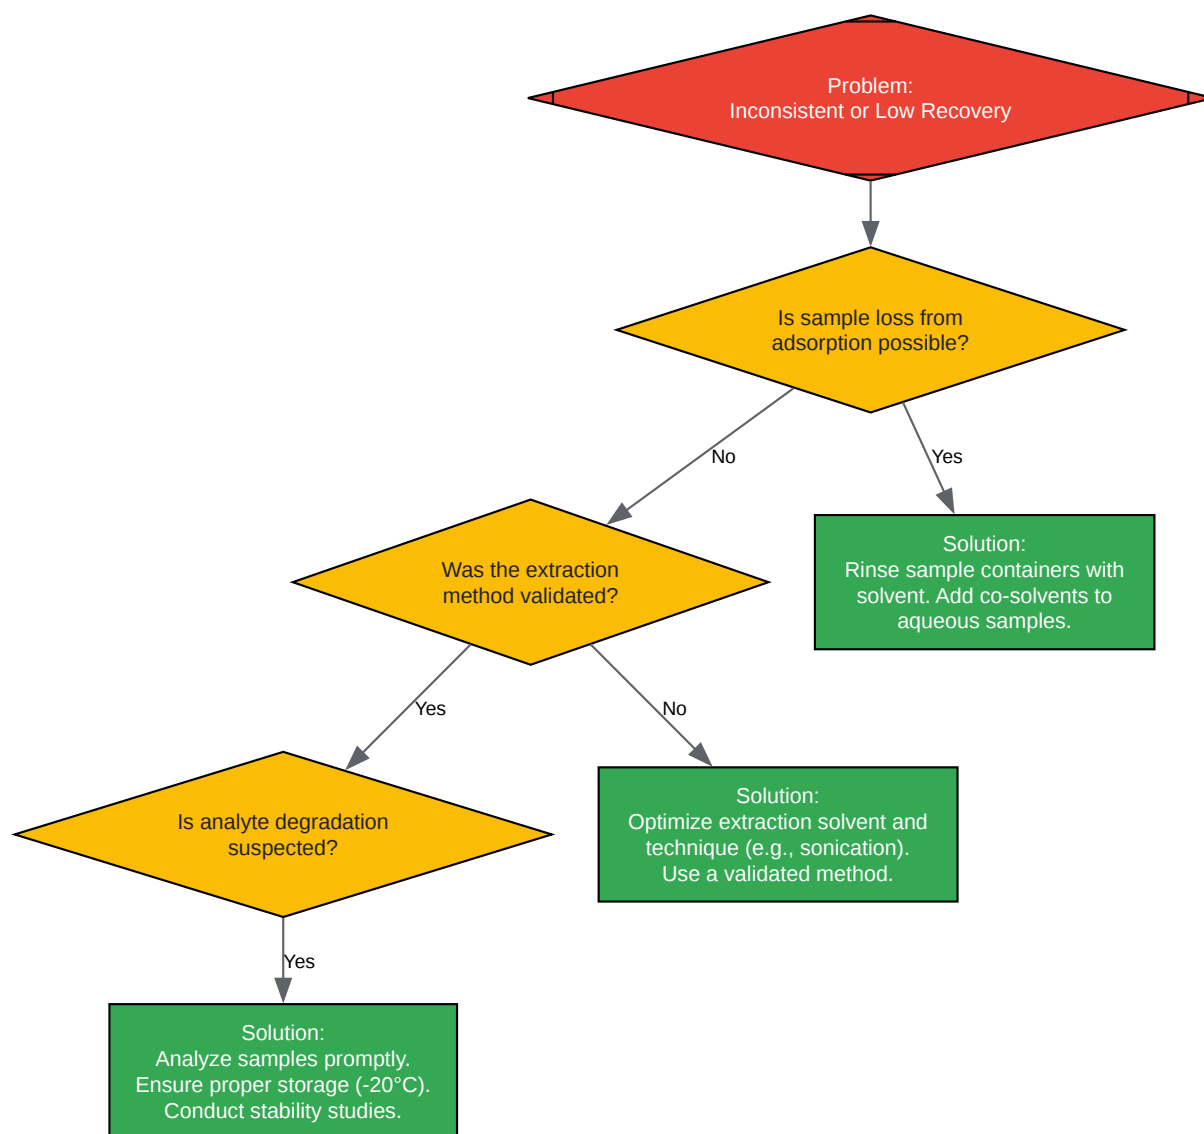 Problem:
Inconsistent or Low Recovery
Is sample loss from
adsorption possible?
No
Yes
Was the extraction
method validated?
Solution:
Rinse sample containers with
solvent. Add co-solvents to
aqueous samples.
Yes
No
Is analyte degradation
suspected?
Solution:
Optimize extraction solvent and
technique (e.g., sonication).
Use a validated method.
Yes
Solution:
Analyze samples promptly.
Ensure proper storage (-20°C).
Conduct stability studies.